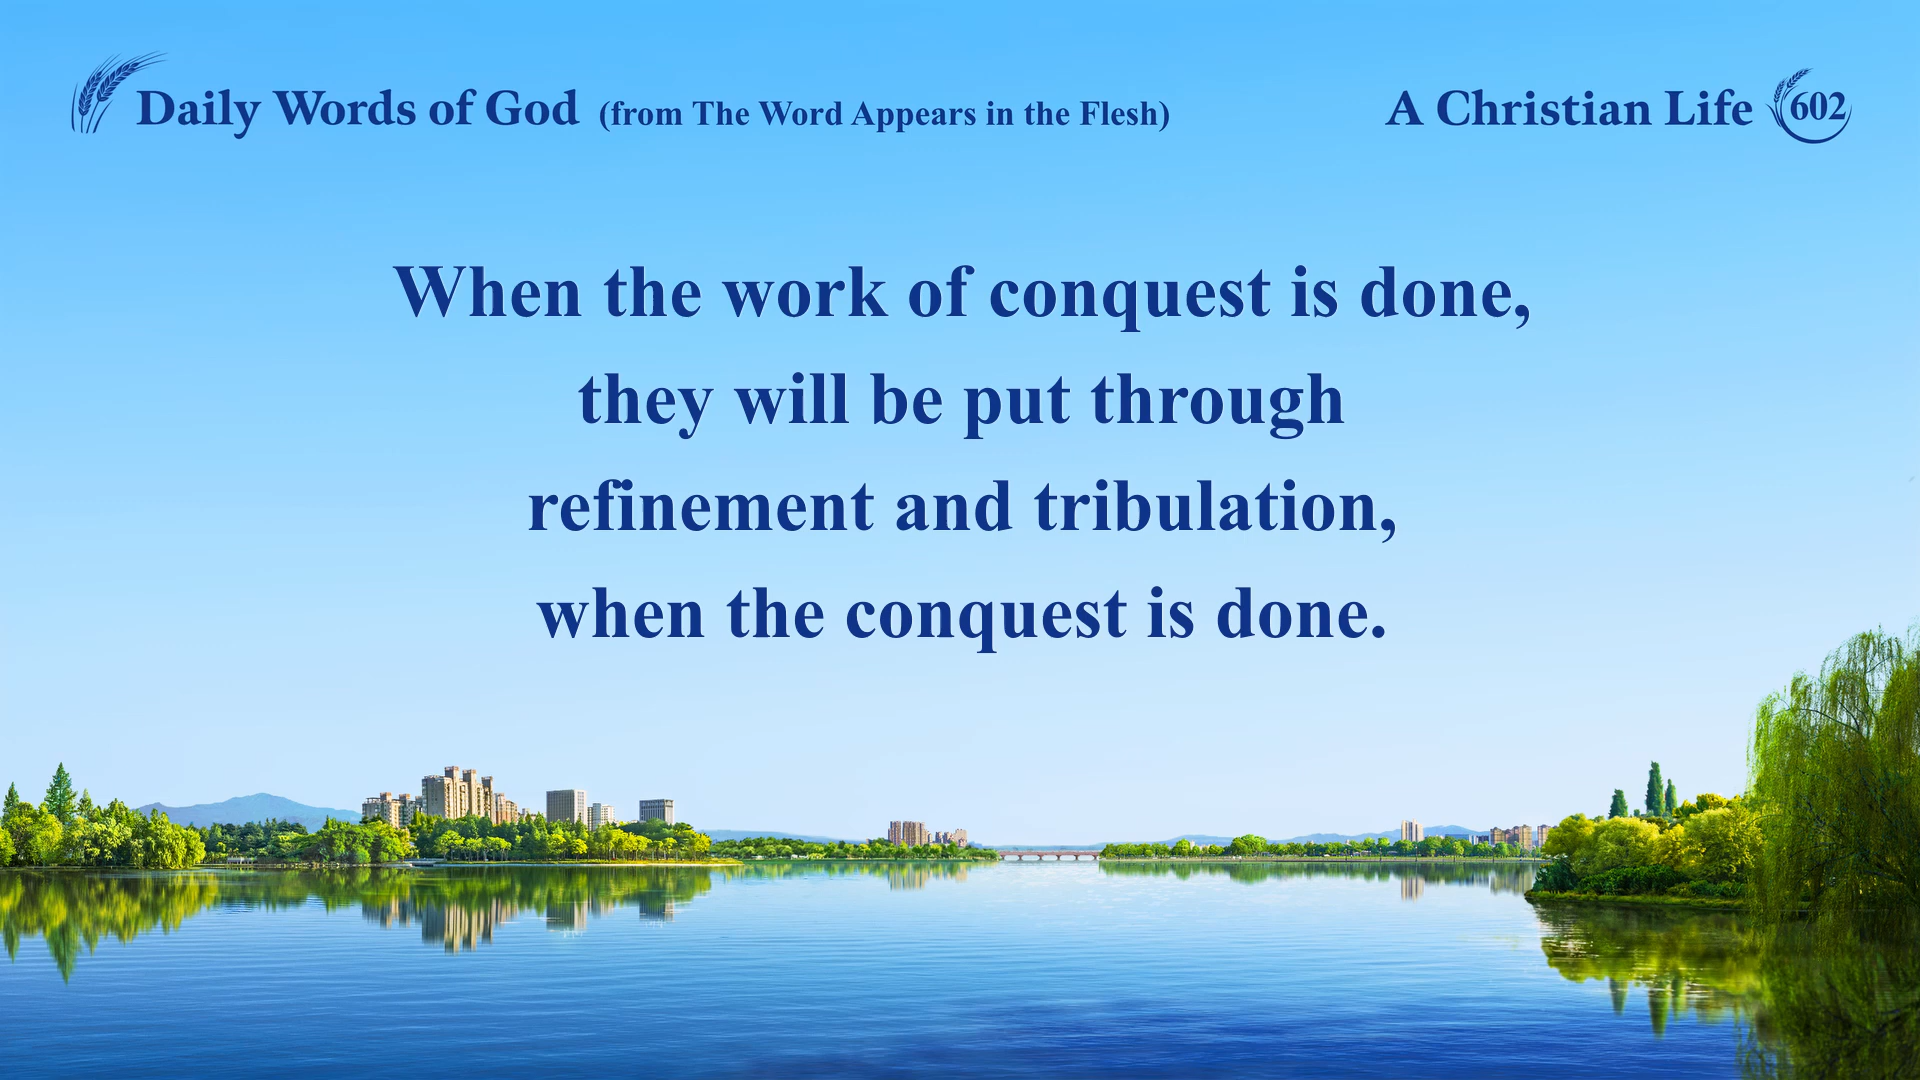 Daily Words of God (from The Word Appears in the Flesh)
A Christian Life 602
When the work of conquest is done,
they will be put through
refinement and tribulation,
when the conquest is done.